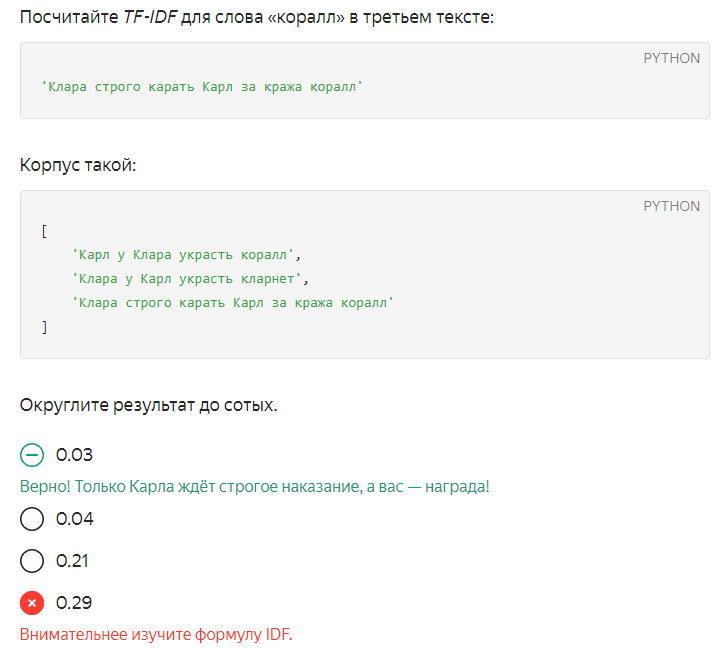 Посчитайте TF-IDF для слова «коралл» в третьем тексте:
PYTHON
'Клара строго карать Карл за кража коралл'
Корпус такой:
PYTHON
[
'Карл у Клара украсть коралл',
'Клара у Карл украсть кларнет',
'Клара строго карать Карл за кража коралл'
]
Округлите результат до сотых.
0.03
Верно! Только Карла ждёт строгое наказание, а вас — награда!
0.04
0.21
0.29
Внимательнее изучите формулу IDF.